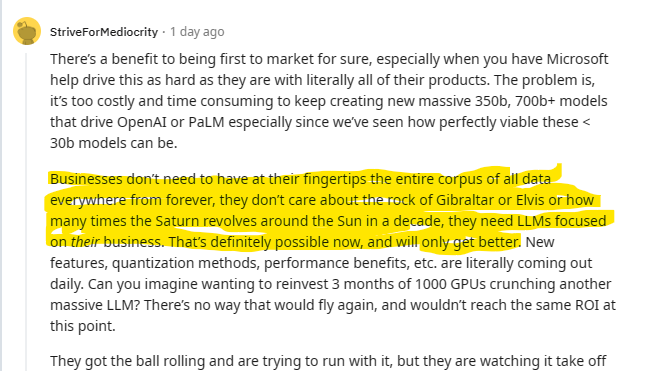 StriveForMediocrity · 1 day ago
There's a benefit to being first to market for sure, especially when you have Microsoft
help drive this as hard as they are with literally all of their products. The problem is,
it's too costly and time consuming to keep creating new massive 350b, 700b+ models
that drive OpenAI or PaLM especially since we've seen how perfectly viable these <
30b models can be.
Businesses don't need to have at their fingertips the entire corpus of all data
everywhere from forever, they don't care about the rock of Gibraltar or Elvis or how
many times the Saturn revolves around the Sun in a decade, they need LLMs focused
on their business. That's definitely possible now, and will only get better. New
features, quantization methods, performance benefits, etc. are literally coming out
daily. Can you imagine wanting to reinvest 3 months of 1000 GPUs crunching another
massive LLM? There's no way that would fly again, and wouldn't reach the same ROI at
this point.
They got the ball rolling and are trying to run with it, but they are watching it take off